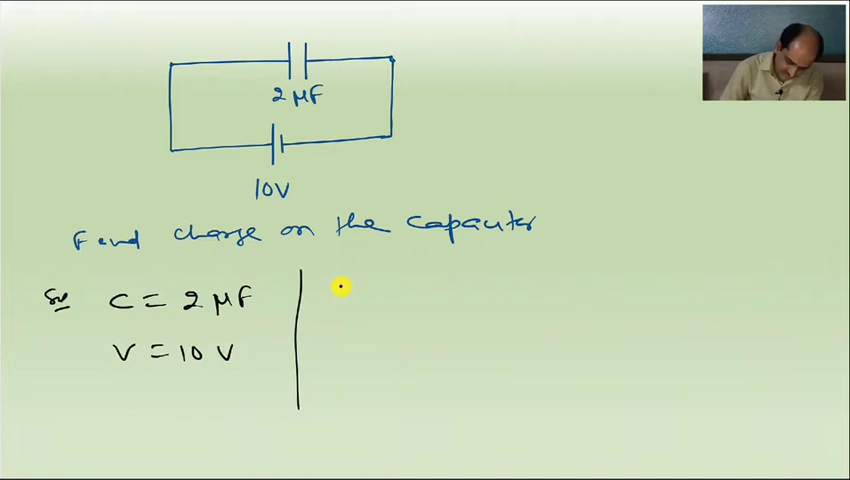 2 μF
10V
Find charge on the capacitor
Sol C = 2 μF
V = 10 V